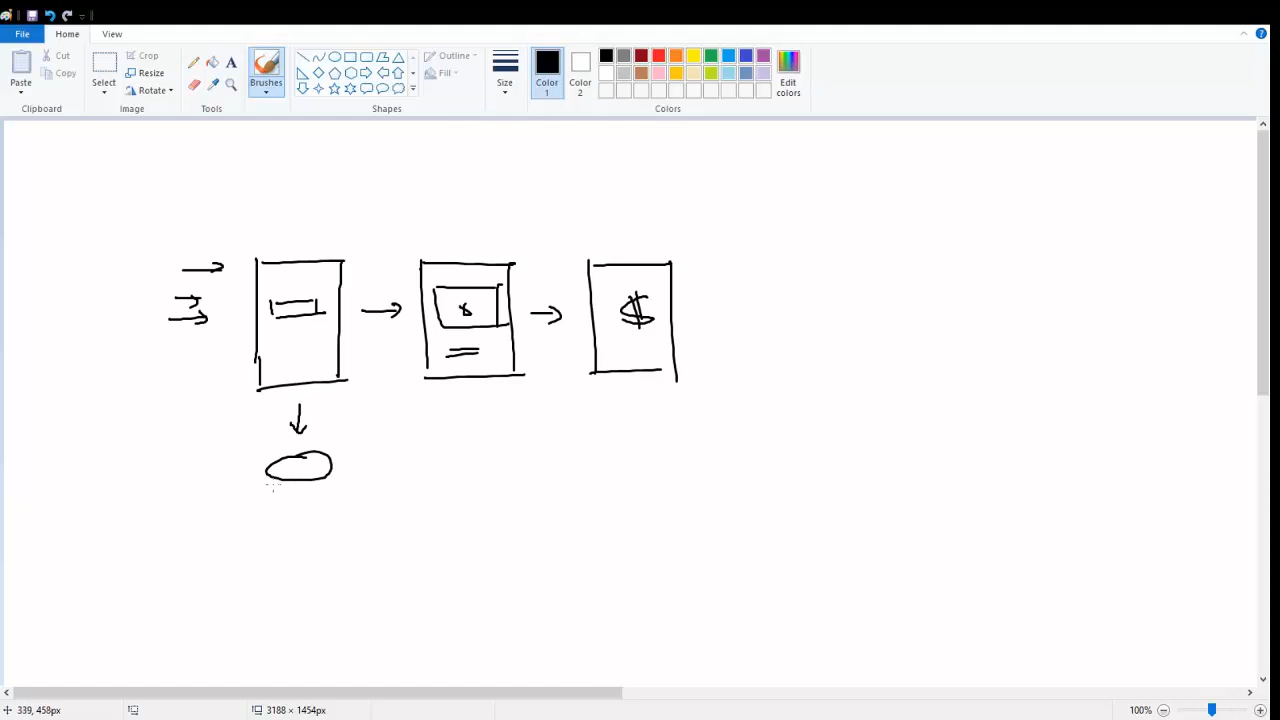 File Home View
Paste
Cut
Copy
Clipboard
Select
Crop
Resize
Rotate
Image
A
Tools
Brushes
Outline
Fill
Shapes
Size
Color 1
Color 2
Edit colors
Colors
$
339, 458px
3188 × 1454px
100%